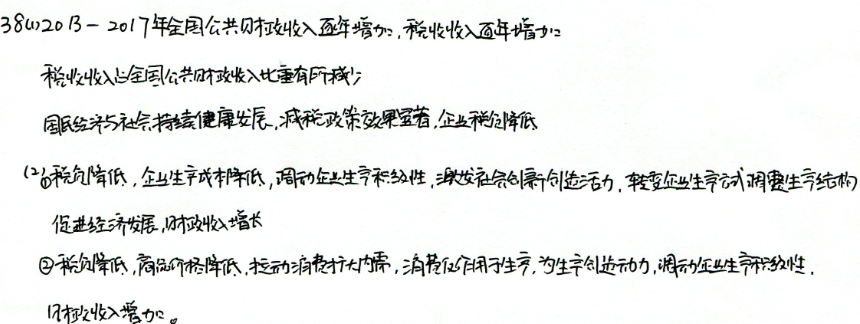 38(1)2013-2017年全国公共财政收入逐年增加,税收收入逐年增加
税收收入占全国公共财政收入比重有所减少
国民经济与社会持续健康发展,减税政策效果显著,企业税负降低
(2)①税负降低,企业生产成本降低,调动企业生产积极性,激发社会创新创造活力,转变企业生产方式调整生产结构
促进经济发展,财政收入增长
②税负降低,商品价格降低,拉动消费扩大内需,消费反作用于生产,为生产创造动力,调动企业生产积极性,
财政收入增加。